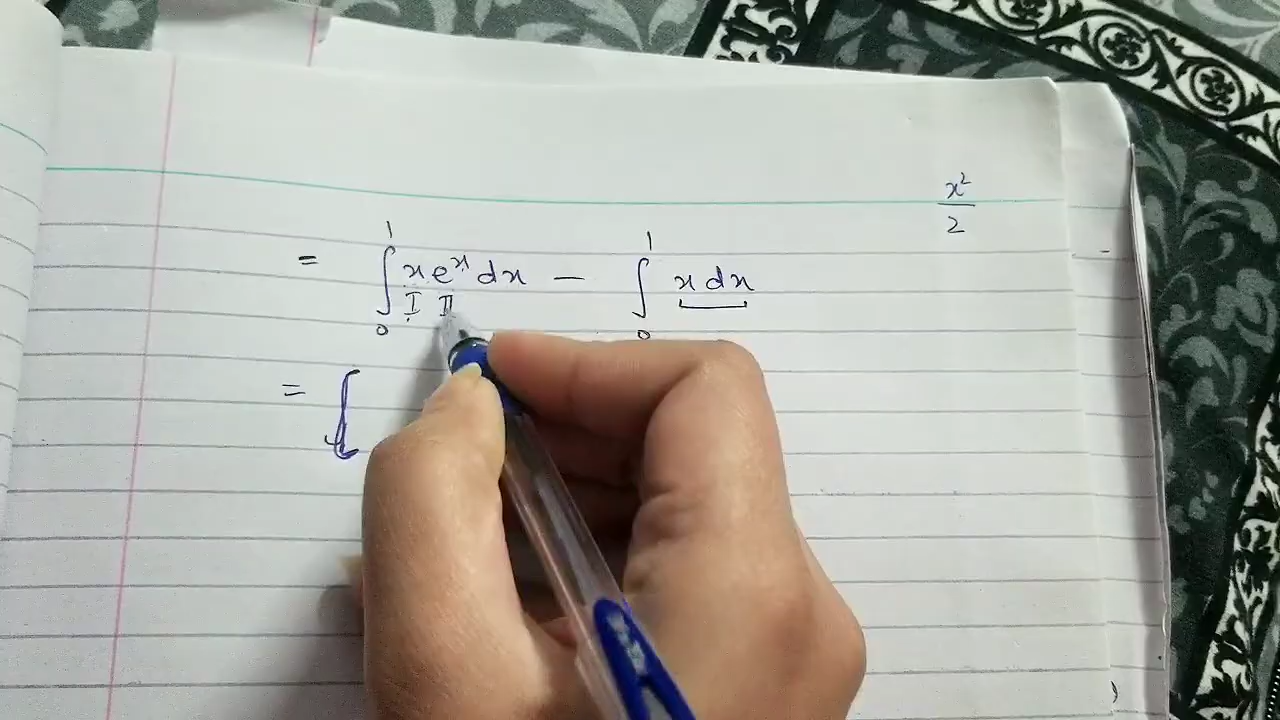 x²/2
= ∫₀¹ x eˣ dx − ∫₀¹ x dx
I II
= [